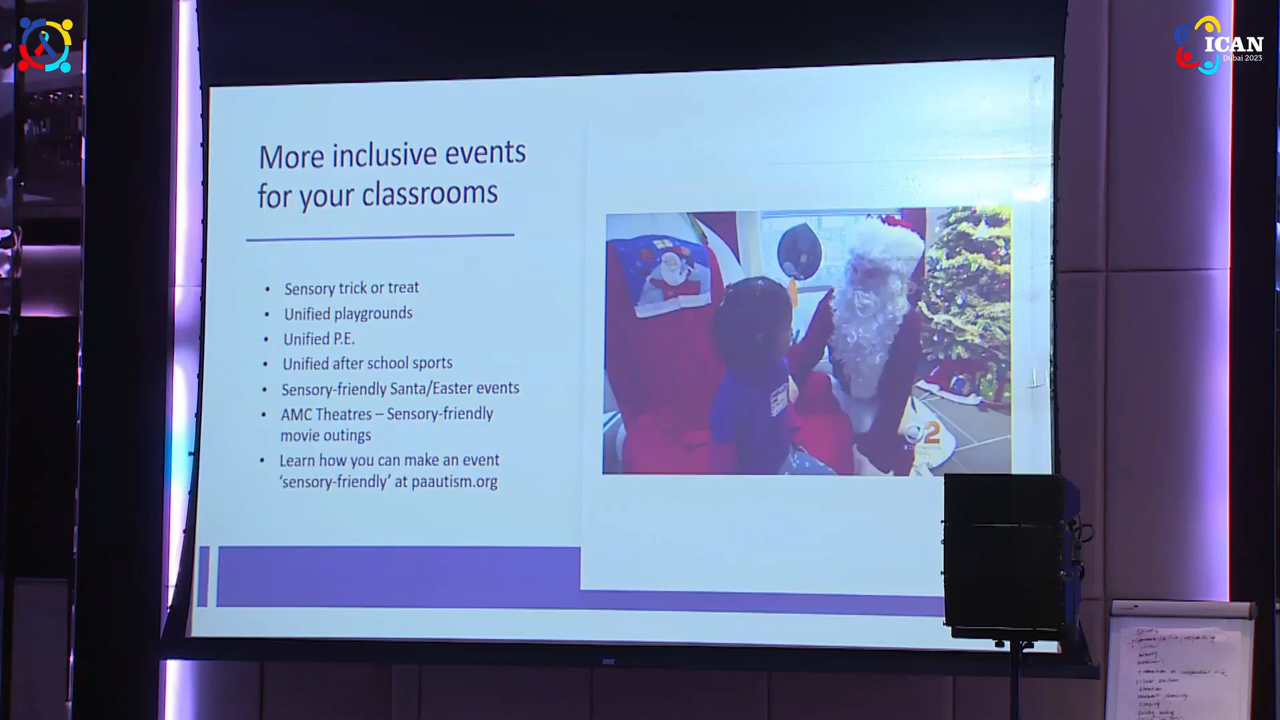 ICAN
Dubai 2023
More inclusive events
for your classrooms
• Sensory trick or treat
• Unified playgrounds
• Unified P.E.
• Unified after school sports
• Sensory-friendly Santa/Easter events
• AMC Theatres – Sensory-friendly
movie outings
• Learn how you can make an event
'sensory-friendly' at paautism.org
2